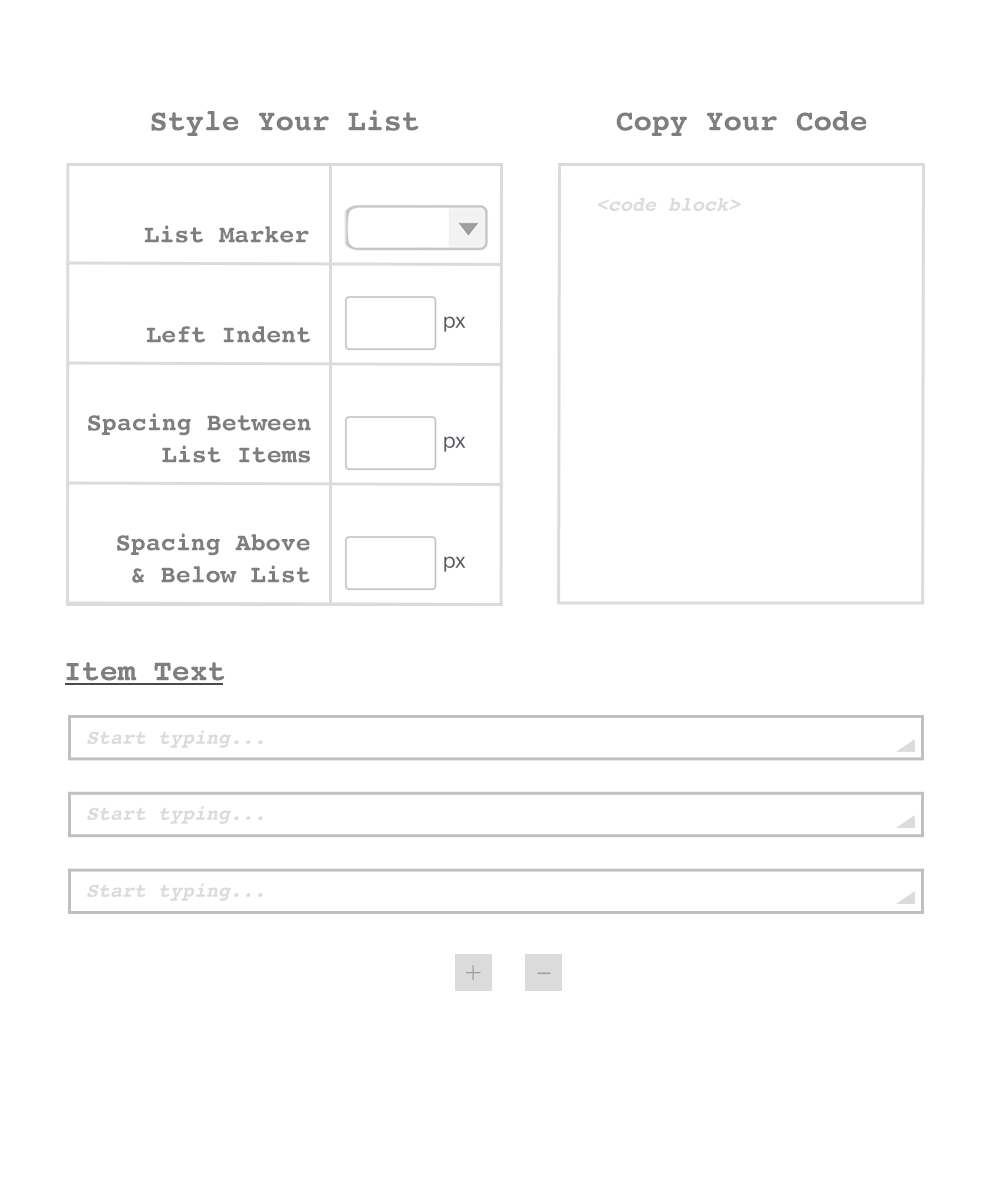 Style Your List
List Marker
Left Indent
px
Spacing Between
List Items
px
Spacing Above
& Below List
px
Copy Your Code
<code block>
Item Text
Start typing...
Start typing...
Start typing...
+
−